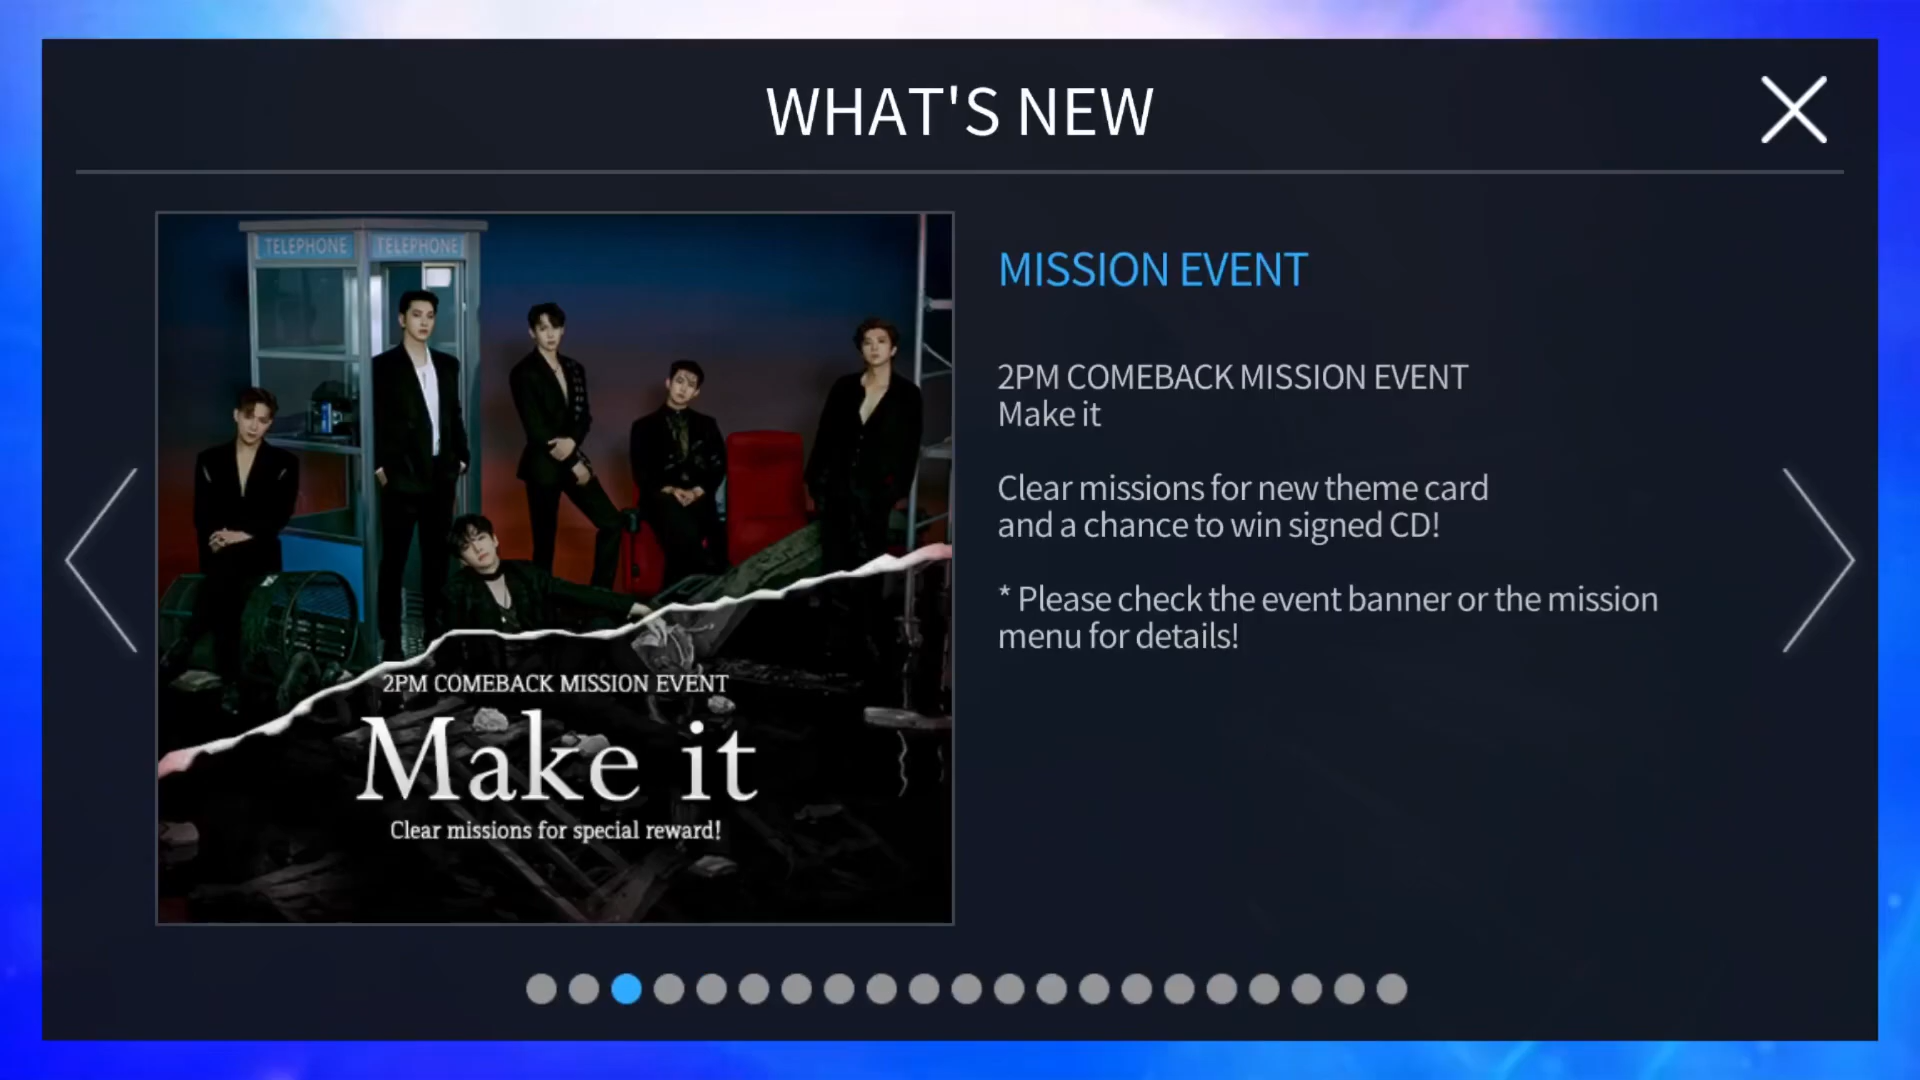 WHAT'S NEW
TELEPHONE TELEPHONE
2PM COMEBACK MISSION EVENT
Make it
Clear missions for special reward!
MISSION EVENT
2PM COMEBACK MISSION EVENT
Make it
Clear missions for new theme card
and a chance to win signed CD!
* Please check the event banner or the mission
menu for details!